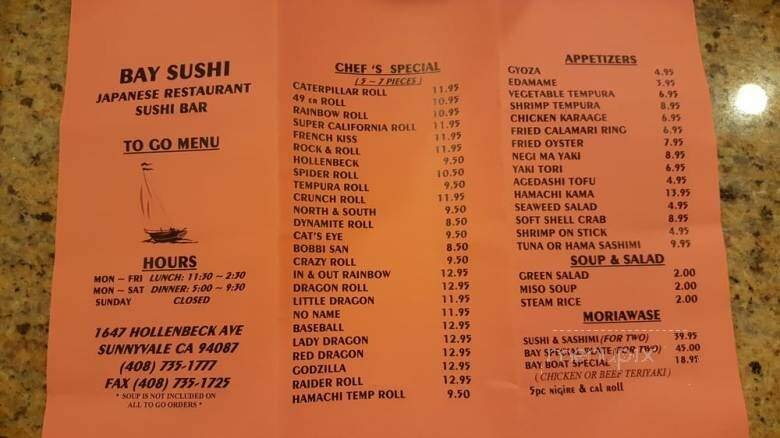 BAY SUSHI
JAPANESE RESTAURANT
SUSHI BAR
TO GO MENU
HOURS
MON ~ FRI LUNCH: 11:30 ~ 2:30
MON ~ SAT DINNER: 5:00 ~ 9:30
SUNDAY CLOSED
1647 HOLLENBECK AVE
SUNNYVALE CA 94087
(408) 735-1777
FAX (408) 735-1725
* SOUP IS NOT INCLUDED ON
ALL TO GO ORDERS *
CHEF 'S SPECIAL
( 5 ~ 7 PIECES )
CATERPILLAR ROLL 11.95
49 ER ROLL 10.95
RAINBOW ROLL 10.95
SUPER CALIFORNIA ROLL 11.95
FRENCH KISS 11.95
ROCK & ROLL 11.95
HOLLENBECK 9.50
SPIDER ROLL 10.50
TEMPURA ROLL 9.50
CRUNCH ROLL 11.95
NORTH & SOUTH 9.50
DYNAMITE ROLL 8.50
CAT'S EYE 9.50
BOBBI SAN 8.50
CRAZY ROLL 9.50
IN & OUT RAINBOW 12.95
DRAGON ROLL 12.95
LITTLE DRAGON 11.95
NO NAME 11.95
BASEBALL 12.95
LADY DRAGON 12.95
RED DRAGON 12.95
GODZILLA 12.95
RAIDER ROLL 12.95
HAMACHI TEMP ROLL 9.50
APPETIZERS
GYOZA 4.95
EDAMAME 3.95
VEGETABLE TEMPURA 6.95
SHRIMP TEMPURA 8.95
CHICKEN KARAAGE 6.95
FRIED CALAMARI RING 6.95
FRIED OYSTER 7.95
NEGI MA YAKI 8.95
YAKI TORI 6.95
AGEDASHI TOFU 4.95
HAMACHI KAMA 13.95
SEAWEED SALAD 4.95
SOFT SHELL CRAB 8.95
SHRIMP ON STICK 4.95
TUNA OR HAMA SASHIMI 9.95
SOUP & SALAD
GREEN SALAD 2.00
MISO SOUP 2.00
STEAM RICE 2.00
MORIAWASE
SUSHI & SASHIMI (FOR TWO) 39.95
BAY SPECIAL PLATE (FOR TWO) 45.00
BAY BOAT SPECIAL 18.95
( CHICKEN OR BEEF TERIYAKI )
5pc nigire & cal roll